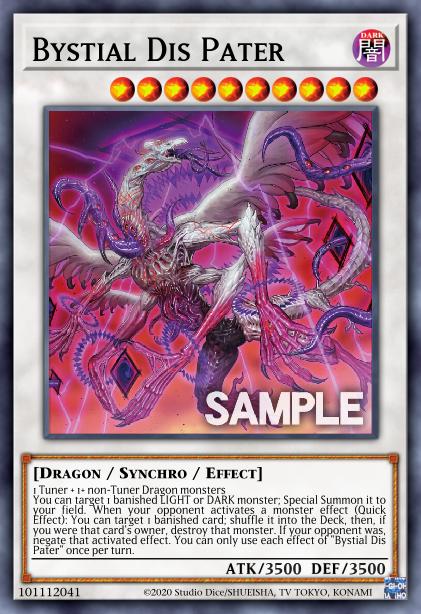 BYSTIAL DIS PATER
DARK
闇
SAMPLE
[DRAGON / SYNCHRO / EFFECT]
1 Tuner + 1+ non-Tuner Dragon monsters
You can target 1 banished LIGHT or DARK monster; Special Summon it to
your field. When your opponent activates a monster effect (Quick
Effect): You can target 1 banished card; shuffle it into the Deck, then, if
you were that card's owner, destroy that monster. If your opponent was,
negate that activated effect. You can only use each effect of "Bystial Dis
Pater" once per turn.
ATK/3500 DEF/3500
101112041
©2020 Studio Dice/SHUEISHA, TV TOKYO, KONAMI